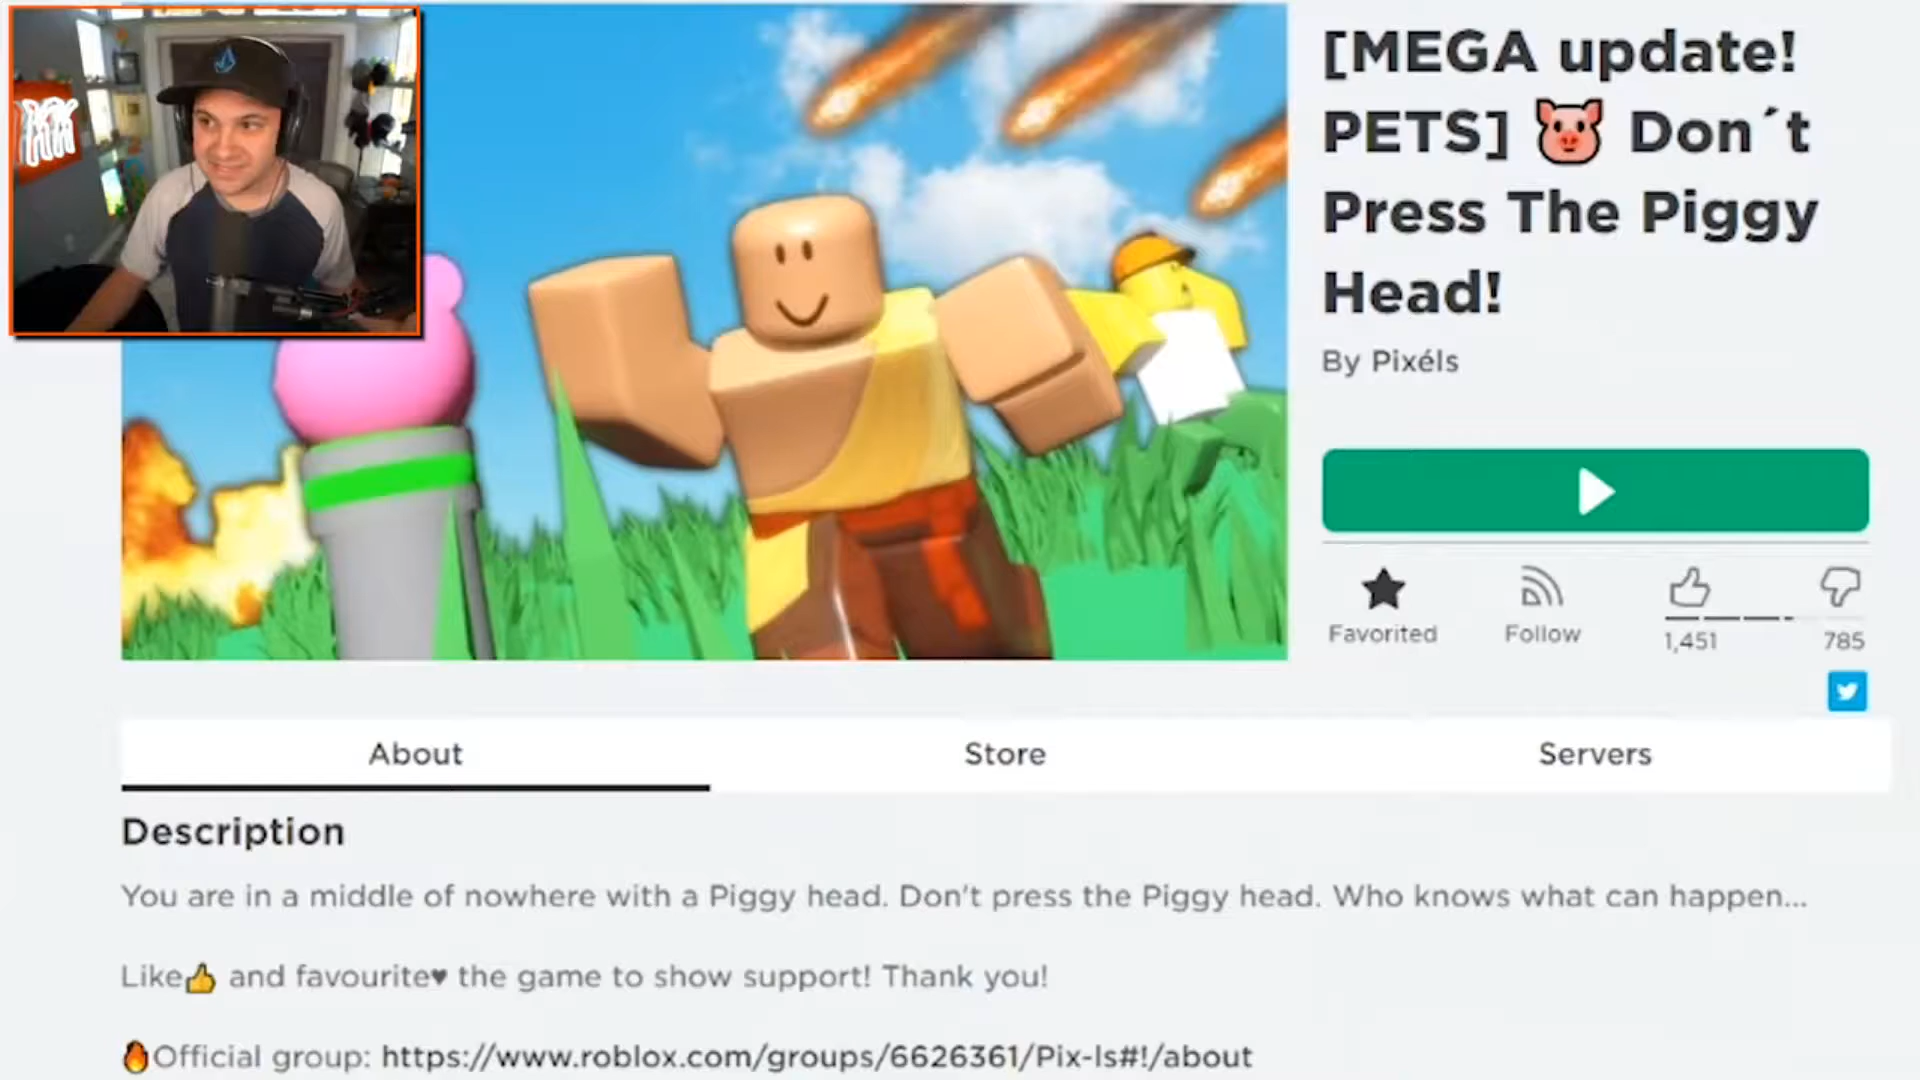 [MEGA update!
PETS] 🐷 Don´t
Press The Piggy
Head!
By Pixéls
Favorited
Follow
1,451
785
About
Store
Servers
Description
You are in a middle of nowhere with a Piggy head. Don't press the Piggy head. Who knows what can happen...
Like👍 and favourite♥ the game to show support! Thank you!
🔥Official group: https://www.roblox.com/groups/6626361/Pix-ls#!/about